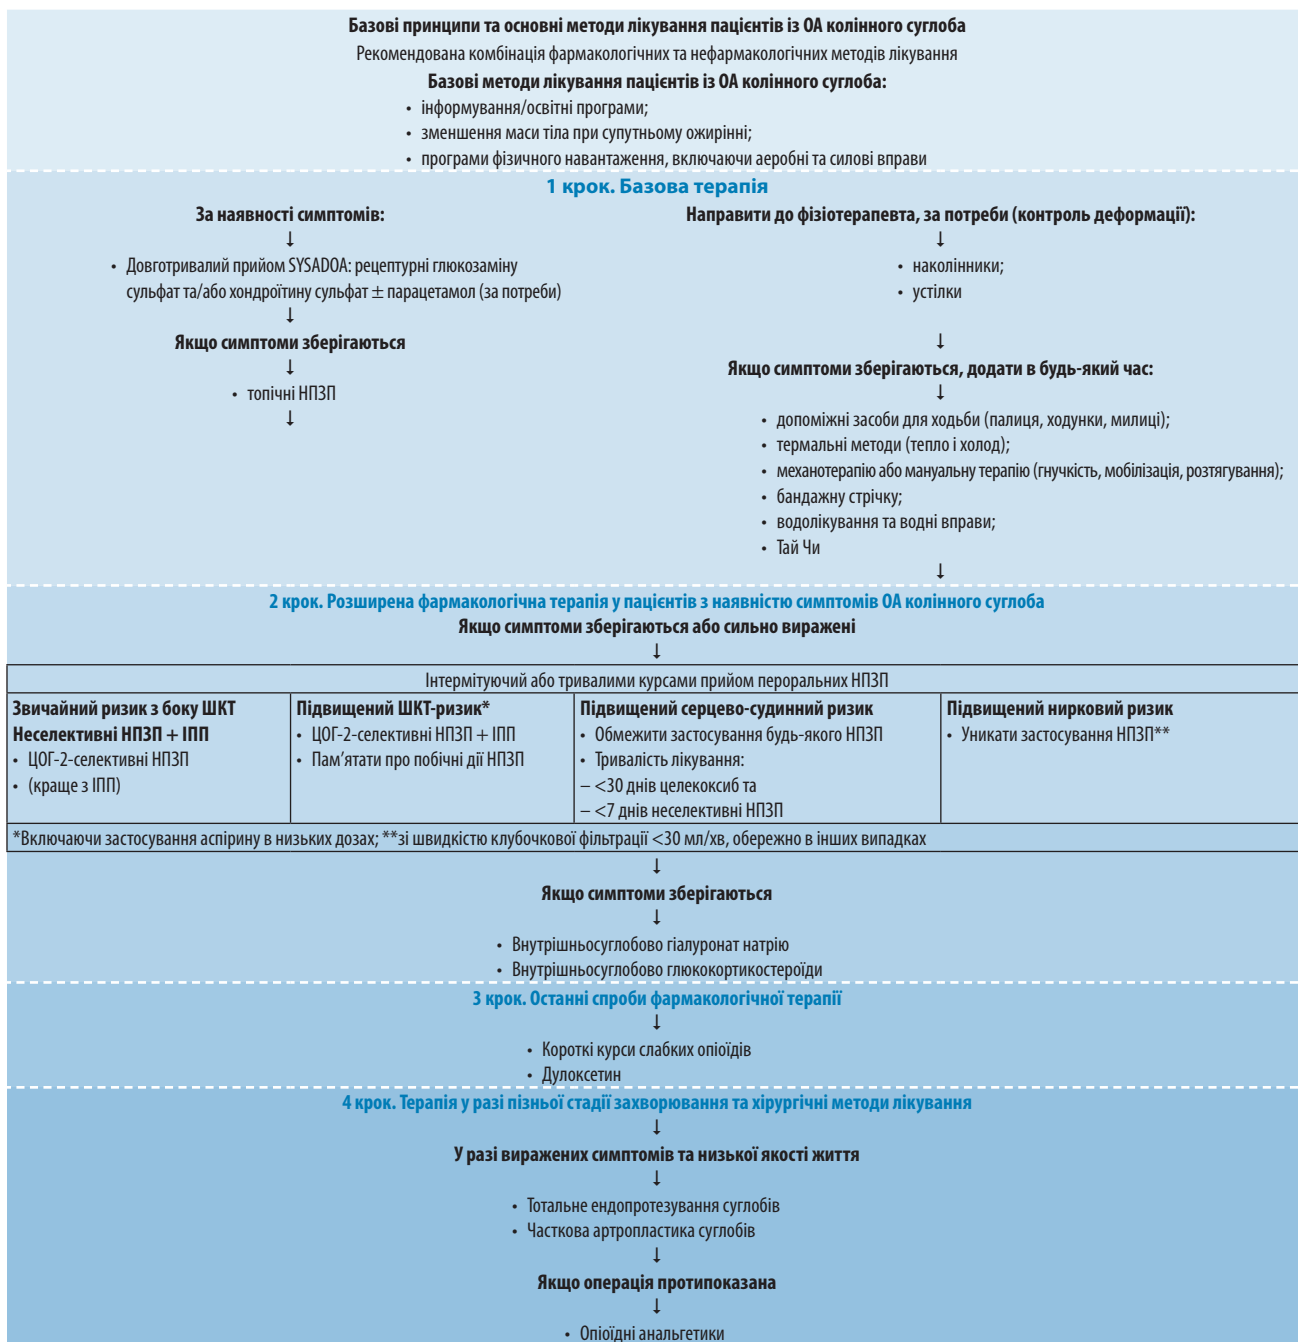 Базові принципи та основні методи лікування пацієнтів із ОА колінного суглоба
Рекомендована комбінація фармакологічних та нефармакологічних методів лікування
Базові методи лікування пацієнтів із ОА колінного суглоба:
• інформування/освітні програми;
• зменшення маси тіла при супутньому ожирінні;
• програми фізичного навантаження, включаючи аеробні та силові вправи
1 крок. Базова терапія
За наявності симптомів:
↓
• Довготривалий прийом SYSADOA: рецептурні глюкозаміну
сульфат та/або хондроїтину сульфат ± парацетамол (за потреби)
↓
Якщо симптоми зберігаються
↓
• топічні НПЗП
↓
Направити до фізіотерапевта, за потреби (контроль деформації):
↓
• наколінники;
• устілки
↓
Якщо симптоми зберігаються, додати в будь-який час:
↓
• допоміжні засоби для ходьби (палиця, ходунки, милиці);
• термальні методи (тепло і холод);
• механотерапію або мануальну терапію (гнучкість, мобілізація, розтягування);
• бандажну стрічку;
• водолікування та водні вправи;
• Тай Чи
↓
2 крок. Розширена фармакологічна терапія у пацієнтів з наявністю симптомів ОА колінного суглоба
Якщо симптоми зберігаються або сильно виражені
↓
Інтермітуючий або тривалими курсами прийом пероральних НПЗП
Звичайний ризик з боку ШКТ
Неселективні НПЗП + ІПП
• ЦОГ-2-селективні НПЗП
• (краще з ІПП)
Підвищений ШКТ-ризик*
• ЦОГ-2-селективні НПЗП + ІПП
• Пам’ятати про побічні дії НПЗП
Підвищений серцево-судинний ризик
• Обмежити застосування будь-якого НПЗП
• Тривалість лікування:
– <30 днів целекоксиб та
– <7 днів неселективні НПЗП
Підвищений нирковий ризик
• Уникати застосування НПЗП**
*Включаючи застосування аспірину в низьких дозах; **зі швидкістю клубочкової фільтрації <30 мл/хв, обережно в інших випадках
↓
Якщо симптоми зберігаються
↓
• Внутрішньосуглобово гіалуронат натрію
• Внутрішньосуглобово глюкокортикостероїди
3 крок. Останні спроби фармакологічної терапії
↓
• Короткі курси слабких опіоїдів
• Дулоксетин
4 крок. Терапія у разі пізньої стадії захворювання та хірургічні методи лікування
↓
У разі виражених симптомів та низької якості життя
↓
• Тотальне ендопротезування суглобів
• Часткова артропластика суглобів
↓
Якщо операція протипоказана
↓
• Опіоїдні анальгетики